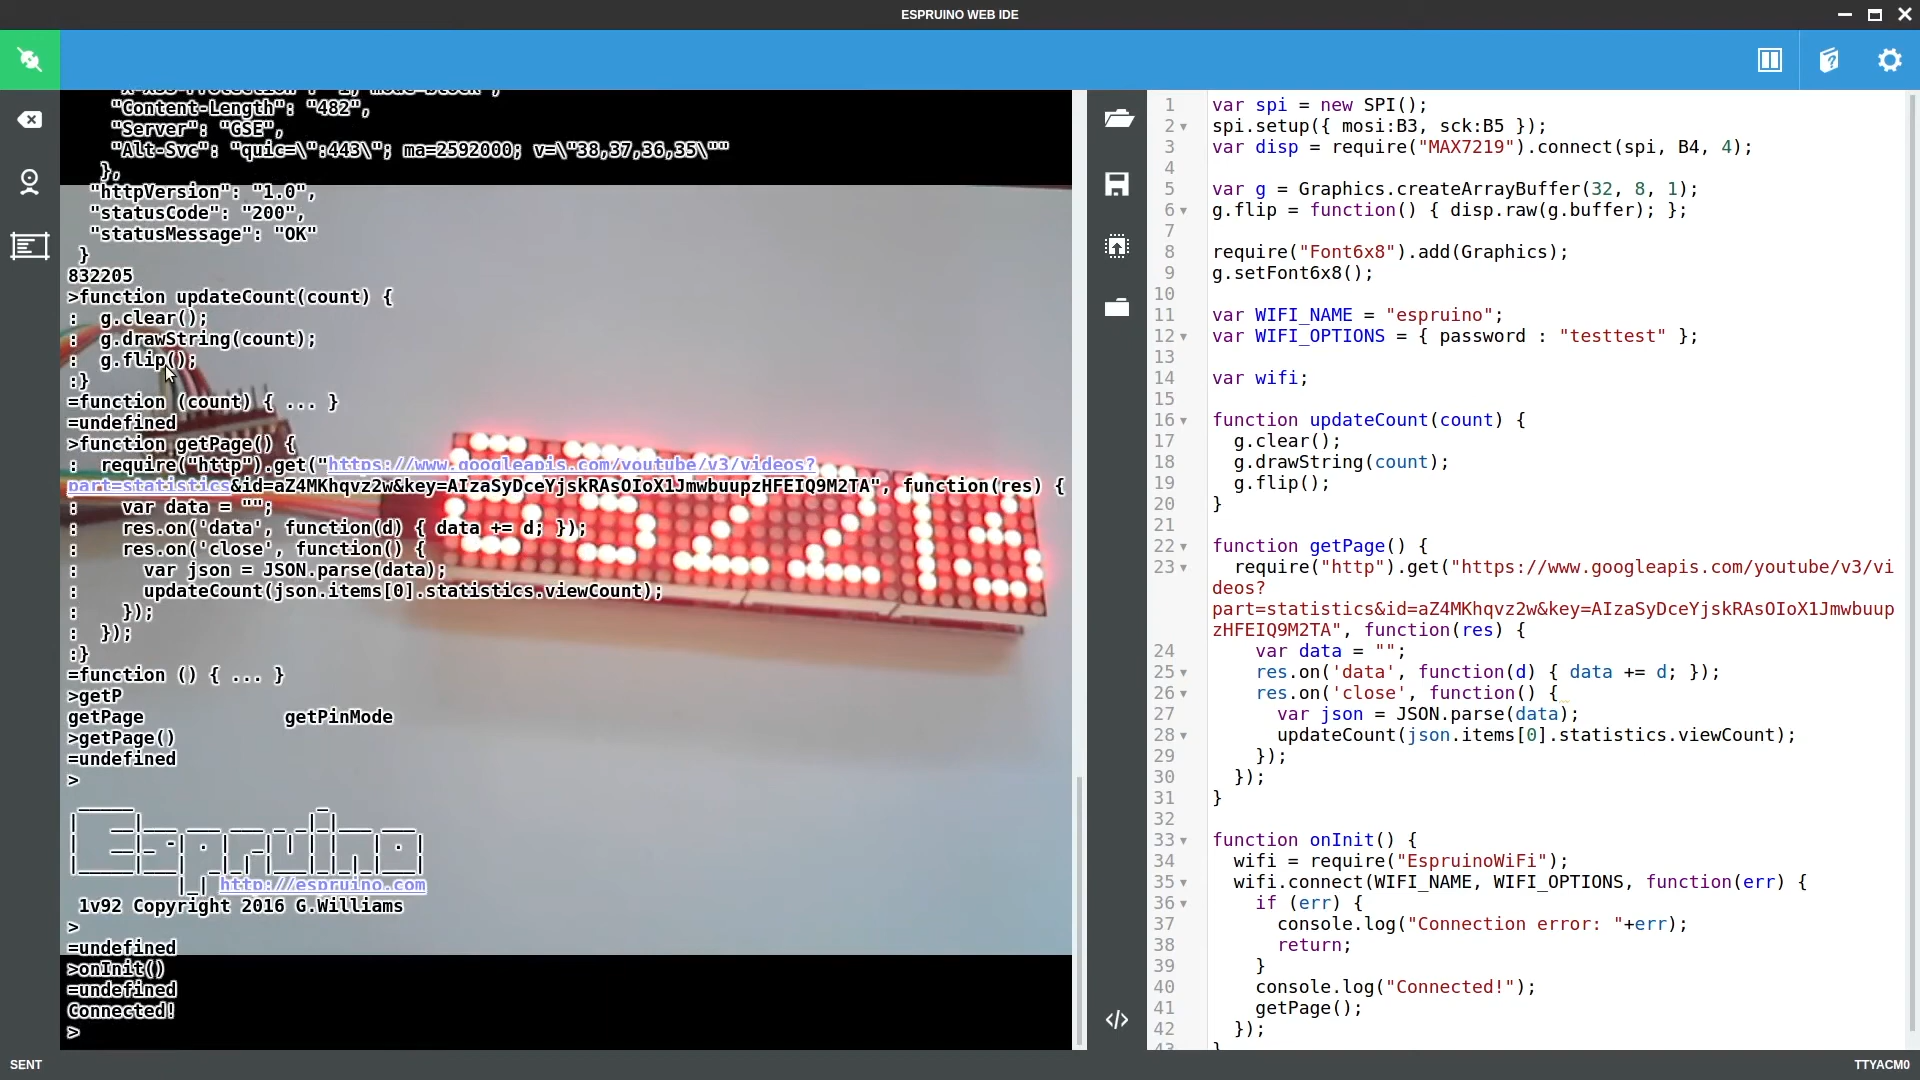 ESPRUINO WEB IDE
"Content-Length": "482",
"Server": "GSE",
"Alt-Svc": "quic=\":443\"; ma=2592000; v=\"38,37,36,35\""
},
"httpVersion": "1.0",
"statusCode": "200",
"statusMessage": "OK"
}
832205
>function updateCount(count) {
:  g.clear();
:  g.drawString(count);
:  g.flip();
:}
=function (count) { ... }
=undefined
>function getPage() {
:  require("http").get("https://www.googleapis.com/youtube/v3/videos?
part=statistics&id=aZ4MKhqvz2w&key=AIzaSyDceYjskRAsOIoX1JmwbuupzHFEIQ9M2TA", function(res) {
:    var data = "";
:    res.on('data', function(d) { data += d; });
:    res.on('close', function() {
:      var json = JSON.parse(data);
:      updateCount(json.items[0].statistics.viewCount);
:    });
:  });
:}
=function () { ... }
>getP
getPage getPinMode
>getPage()
=undefined
>
Espruino
http://espruino.com
1v92 Copyright 2016 G.Williams
>
=undefined
>onInit()
=undefined
Connected!
>
1 var spi = new SPI();
2 spi.setup({ mosi:B3, sck:B5 });
3 var disp = require("MAX7219").connect(spi, B4, 4);
4
5 var g = Graphics.createArrayBuffer(32, 8, 1);
6 g.flip = function() { disp.raw(g.buffer); };
7
8 require("Font6x8").add(Graphics);
9 g.setFont6x8();
10
11 var WIFI_NAME = "espruino";
12 var WIFI_OPTIONS = { password : "testtest" };
13
14 var wifi;
15
16 function updateCount(count) {
17   g.clear();
18   g.drawString(count);
19   g.flip();
20 }
21
22 function getPage() {
23   require("http").get("https://www.googleapis.com/youtube/v3/vi
deos?
part=statistics&id=aZ4MKhqvz2w&key=AIzaSyDceYjskRAsOIoX1Jmwbuup
zHFEIQ9M2TA", function(res) {
24     var data = "";
25     res.on('data', function(d) { data += d; });
26     res.on('close', function() {
27       var json = JSON.parse(data);
28       updateCount(json.items[0].statistics.viewCount);
29     });
30   });
31 }
32
33 function onInit() {
34   wifi = require("EspruinoWiFi");
35   wifi.connect(WIFI_NAME, WIFI_OPTIONS, function(err) {
36     if (err) {
37       console.log("Connection error: "+err);
38       return;
39     }
40     console.log("Connected!");
41     getPage();
42   });
43 }
SENT
TTYACM0